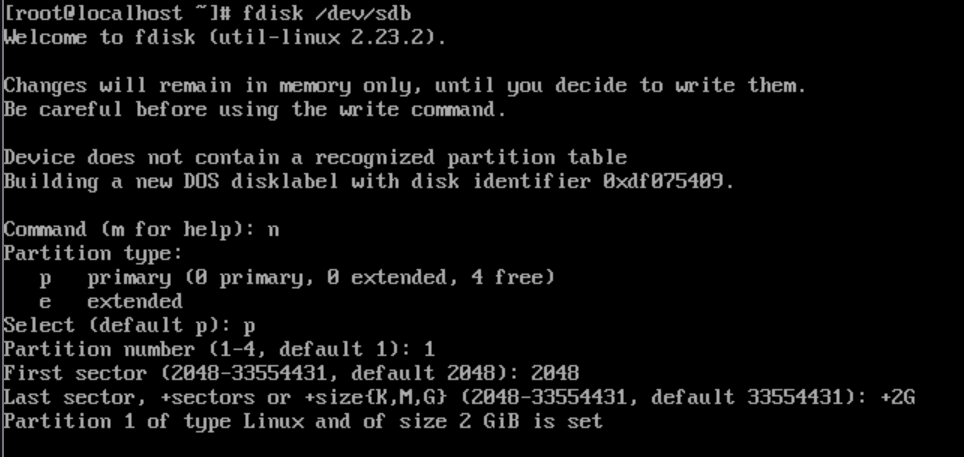 [root@localhost ~]# fdisk /dev/sdb
Welcome to fdisk (util-linux 2.23.2).
Changes will remain in memory only, until you decide to write them.
Be careful before using the write command.
Device does not contain a recognized partition table
Building a new DOS disklabel with disk identifier 0xdf075409.
Command (m for help): n
Partition type:
   p   primary (0 primary, 0 extended, 4 free)
   e   extended
Select (default p): p
Partition number (1-4, default 1): 1
First sector (2048-33554431, default 2048): 2048
Last sector, +sectors or +size{K,M,G} (2048-33554431, default 33554431): +2G
Partition 1 of type Linux and of size 2 GiB is set